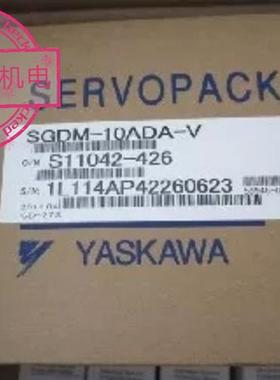 机电
SERVOPACK
SGDM-10ADA-V
O/N S11042-426
S/N 1L114AP42260623
YASKAWA